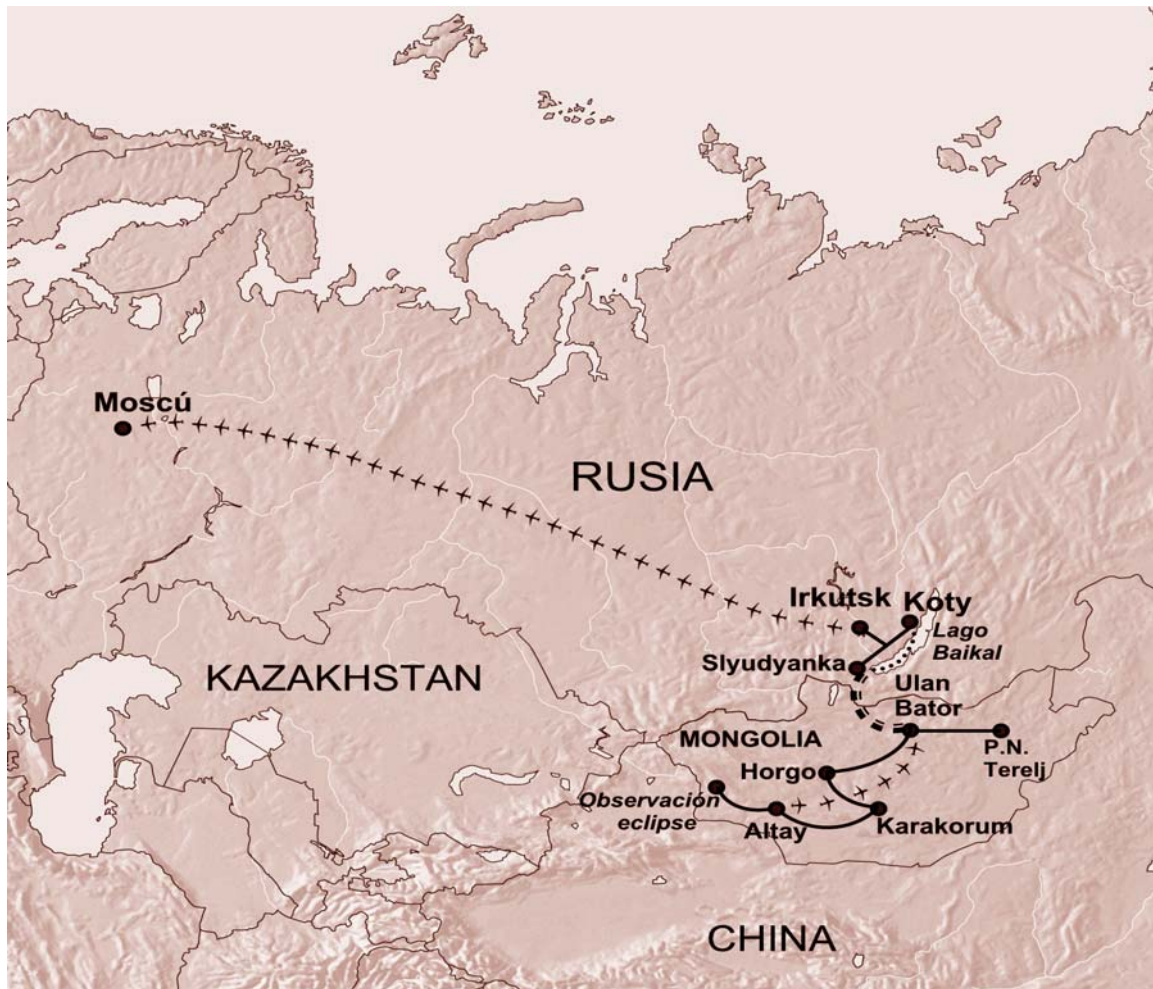 Moscú
RUSIA
Irkutsk
Koty
Lago
Baikal
Slyudyanka
KAZAKHSTAN
Ulan
Bator
MONGOLIA
P.N.
Terelj
Horgo
Observación
eclipse
Altay
Karakorum
CHINA